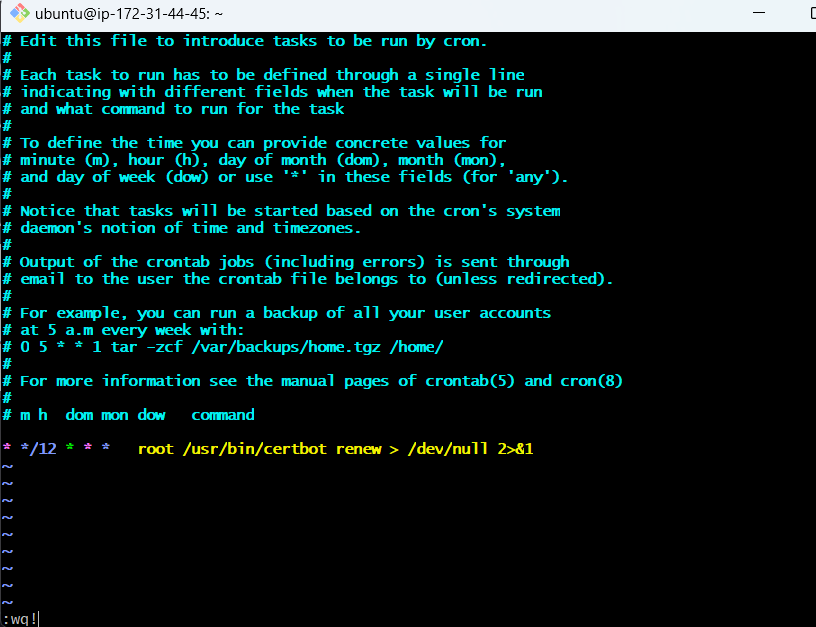 ubuntu@ip-172-31-44-45: ~
# Edit this file to introduce tasks to be run by cron.
#
# Each task to run has to be defined through a single line
# indicating with different fields when the task will be run
# and what command to run for the task
#
# To define the time you can provide concrete values for
# minute (m), hour (h), day of month (dom), month (mon),
# and day of week (dow) or use '*' in these fields (for 'any').
#
# Notice that tasks will be started based on the cron's system
# daemon's notion of time and timezones.
#
# Output of the crontab jobs (including errors) is sent through
# email to the user the crontab file belongs to (unless redirected).
#
# For example, you can run a backup of all your user accounts
# at 5 a.m every week with:
# 0 5 * * 1 tar -zcf /var/backups/home.tgz /home/
#
# For more information see the manual pages of crontab(5) and cron(8)
#
# m h  dom mon dow   command
* */12 * * *   root /usr/bin/certbot renew > /dev/null 2>&1
~
~
~
~
~
~
~
~
~
:wq!